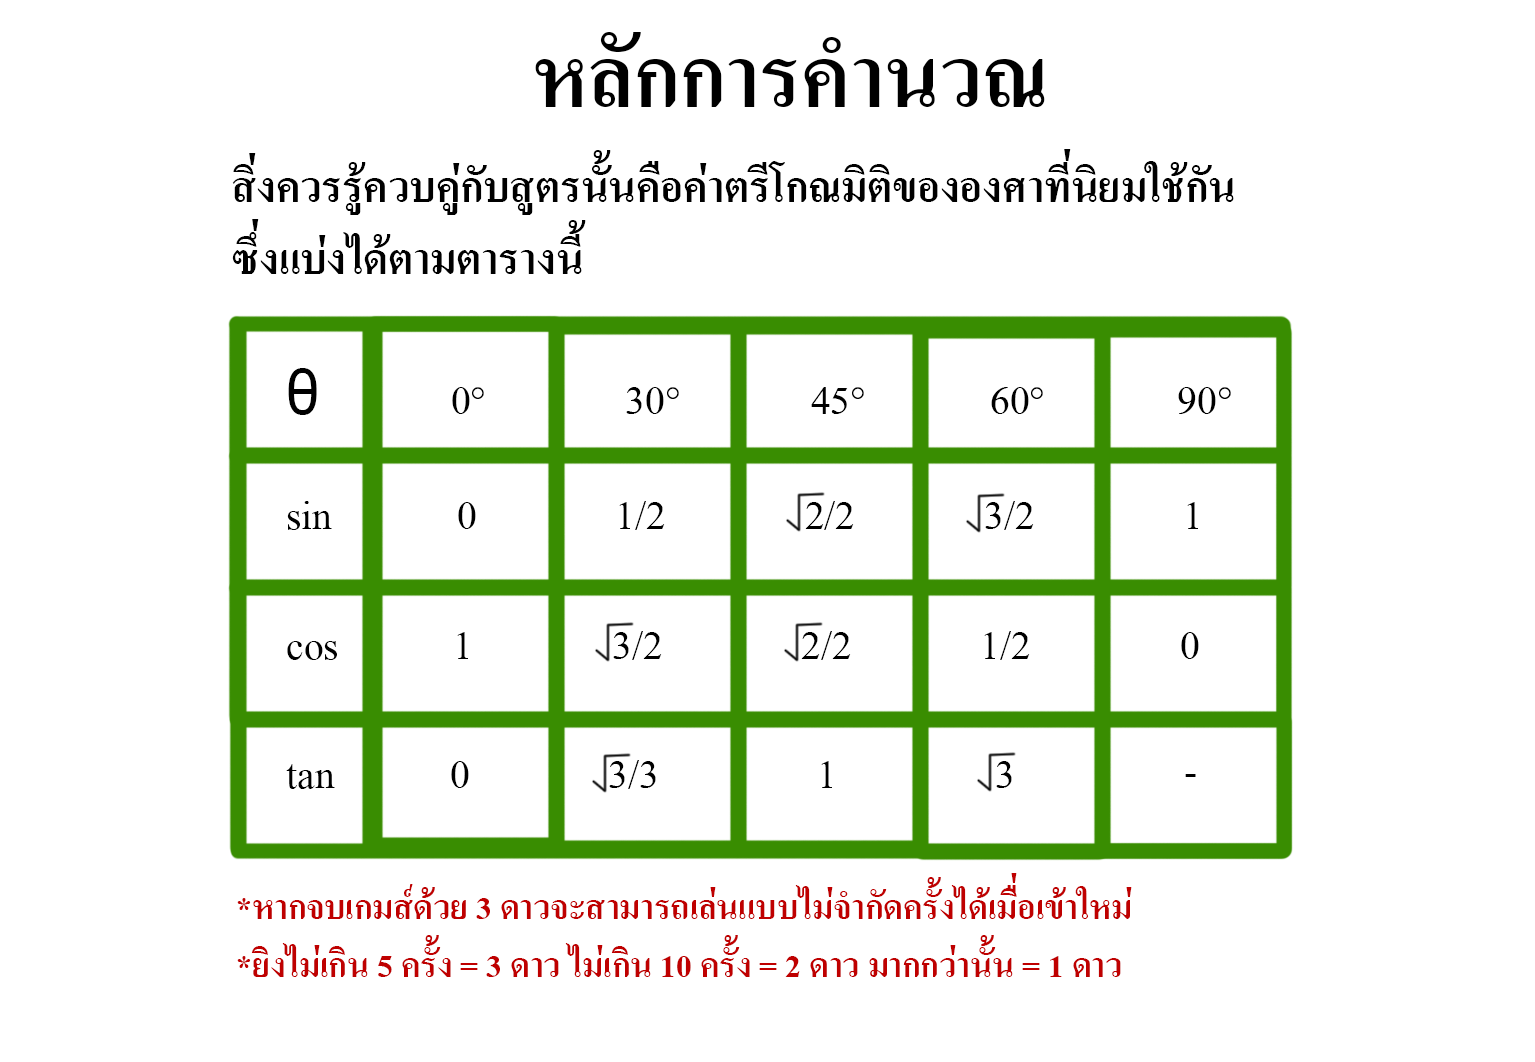 หลักการคำนวณ
สิ่งควรรู้ควบคู่กับสูตรนั้นคือค่าตรีโกณมิติขององศาที่นิยมใช้กัน
ซึ่งแบ่งได้ตามตารางนี้
θ 0° 30° 45° 60° 90°
sin 0 1/2 √2/2 √3/2 1
cos 1 √3/2 √2/2 1/2 0
tan 0 √3/3 1 √3 -
*หากจบเกมส์ด้วย 3 ดาวจะสามารถเล่นแบบไม่จำกัดครั้งได้เมื่อเข้าใหม่
*ยิงไม่เกิน 5 ครั้ง = 3 ดาว ไม่เกิน 10 ครั้ง = 2 ดาว มากกว่านั้น = 1 ดาว